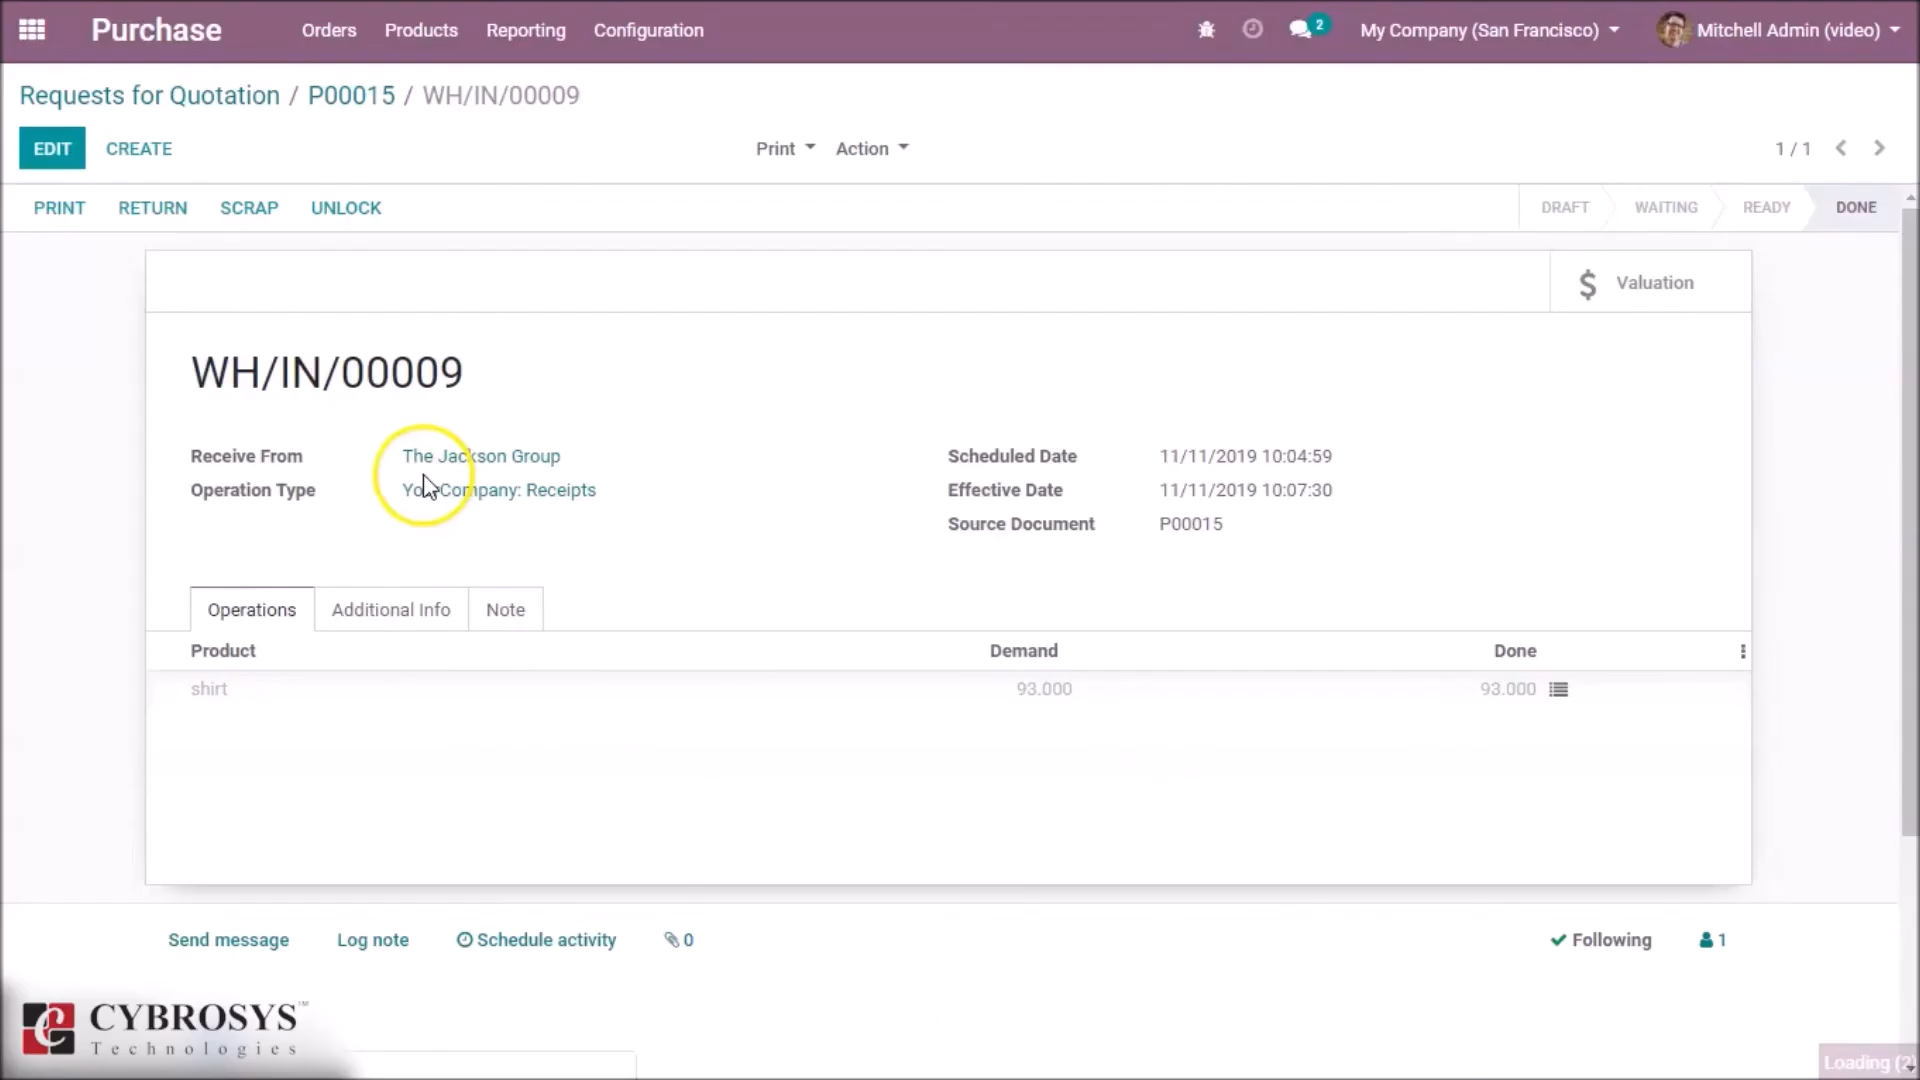 Purchase Orders Products Reporting Configuration 2 My Company (San Francisco) Mitchell Admin (video)
Requests for Quotation / P00015 / WH/IN/00009
EDIT CREATE Print Action 1 / 1
PRINT RETURN SCRAP UNLOCK DRAFT WAITING READY DONE
$ Valuation
WH/IN/00009
Receive From The Jackson Group Scheduled Date 11/11/2019 10:04:59
Operation Type YourCompany: Receipts Effective Date 11/11/2019 10:07:30
Source Document P00015
Operations Additional Info Note
Product Demand Done
shirt 93.000 93.000
Send message Log note Schedule activity 0 Following 1
CYBROSYS™
Technologies
Loading (2)